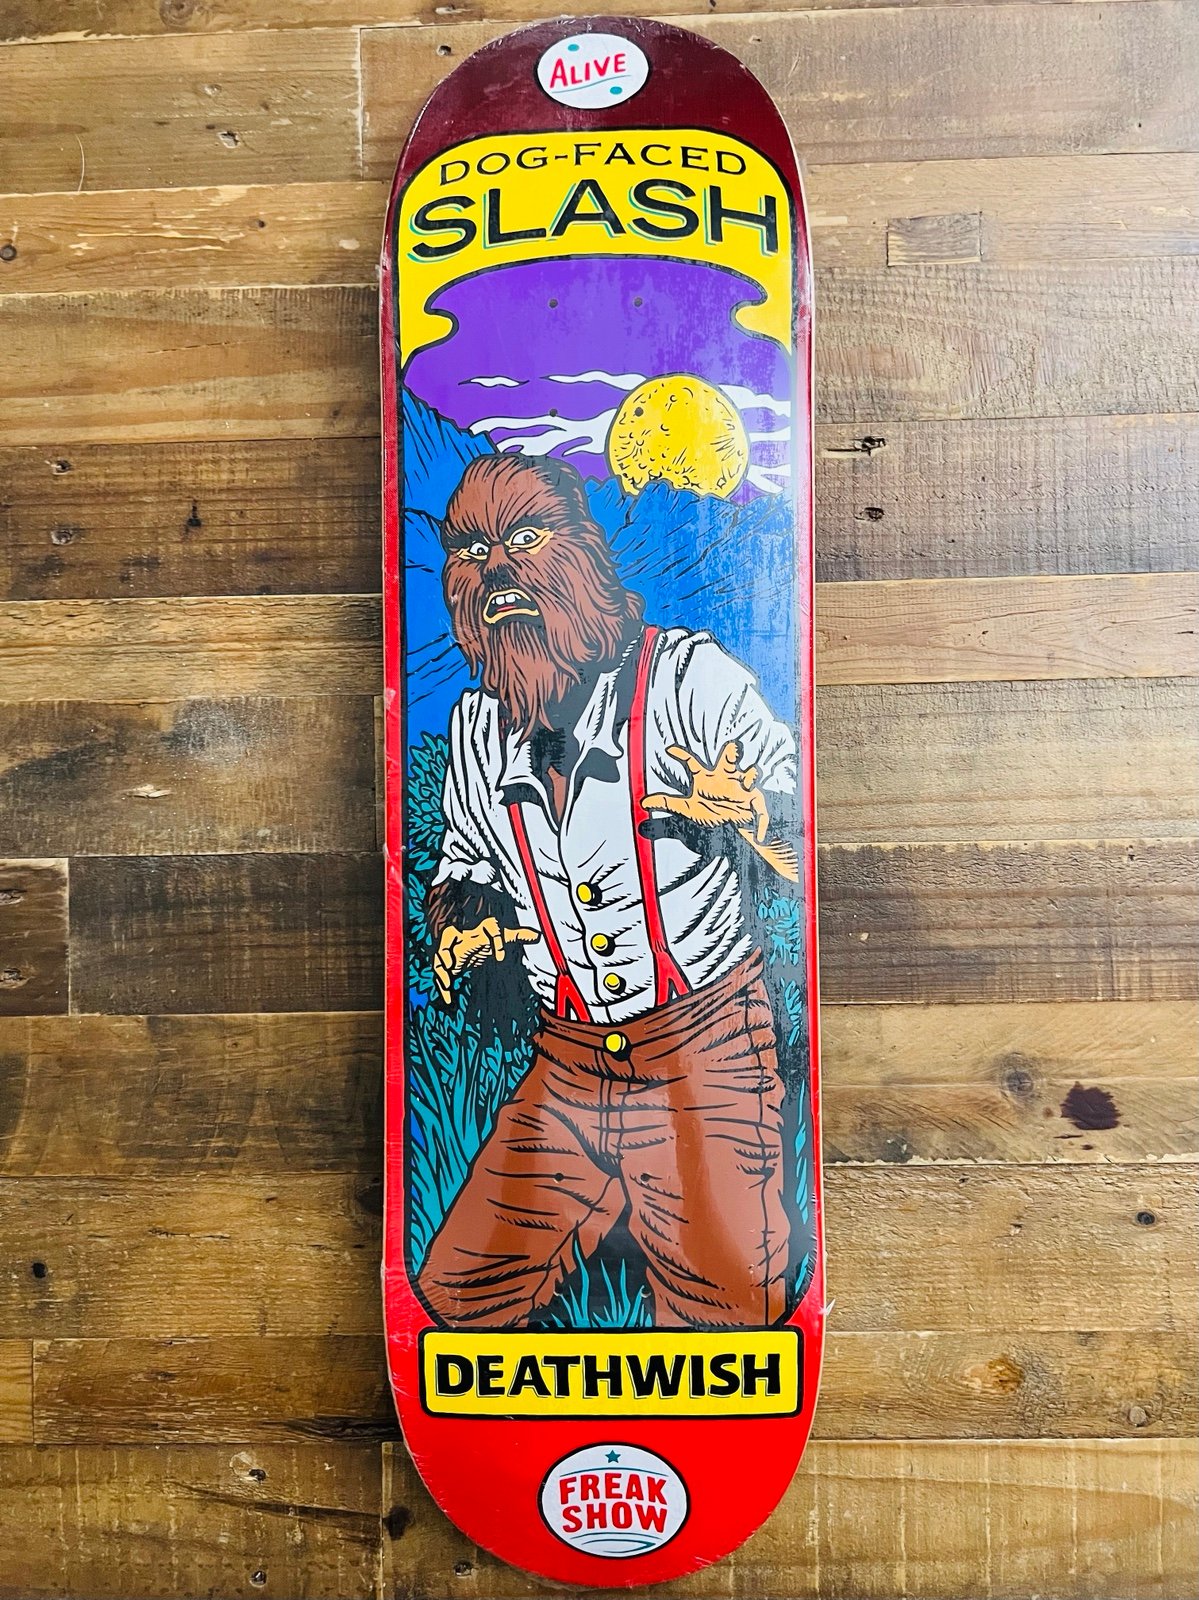 ALIVE
DOG-FACED
SLASH
DEATHWISH
FREAK
SHOW